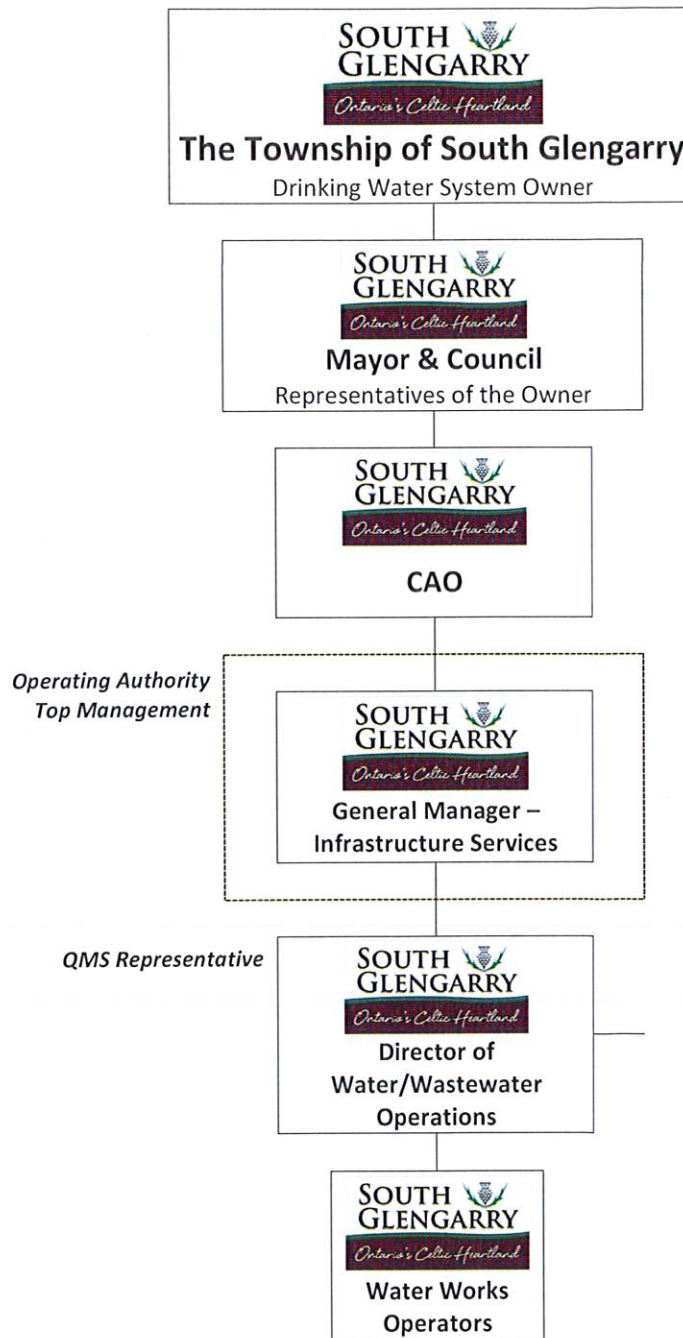 SOUTH
GLENGARRY
Ontario's Celtic Heartland
The Township of South Glengarry
Drinking Water System Owner
SOUTH
GLENGARRY
Ontario's Celtic Heartland
Mayor & Council
Representatives of the Owner
SOUTH
GLENGARRY
Ontario's Celtic Heartland
CAO
Operating Authority
Top Management
SOUTH
GLENGARRY
Ontario's Celtic Heartland
General Manager –
Infrastructure Services
QMS Representative
SOUTH
GLENGARRY
Ontario's Celtic Heartland
Director of
Water/Wastewater
Operations
SOUTH
GLENGARRY
Ontario's Celtic Heartland
Water Works
Operators